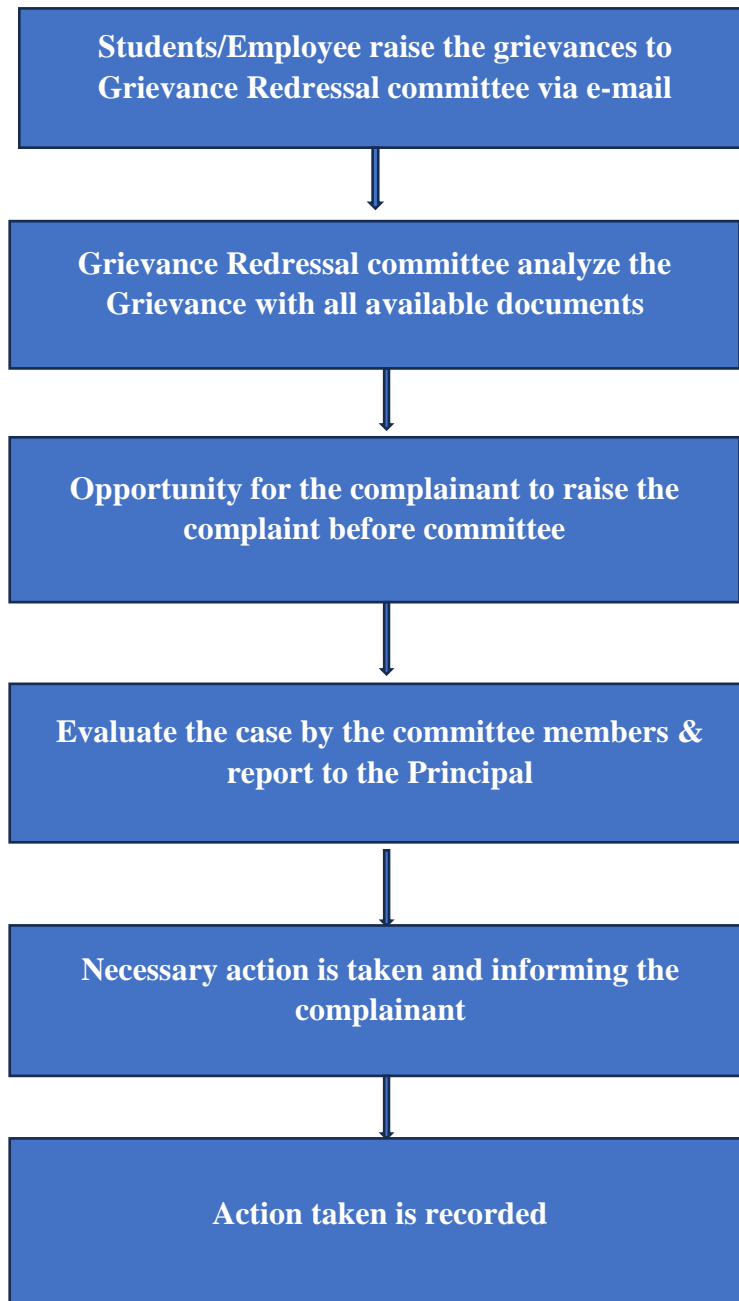 Students/Employee raise the grievances to
Grievance Redressal committee via e-mail
Grievance Redressal committee analyze the
Grievance with all available documents
Opportunity for the complainant to raise the
complaint before committee
Evaluate the case by the committee members &
report to the Principal
Necessary action is taken and informing the
complainant
Action taken is recorded